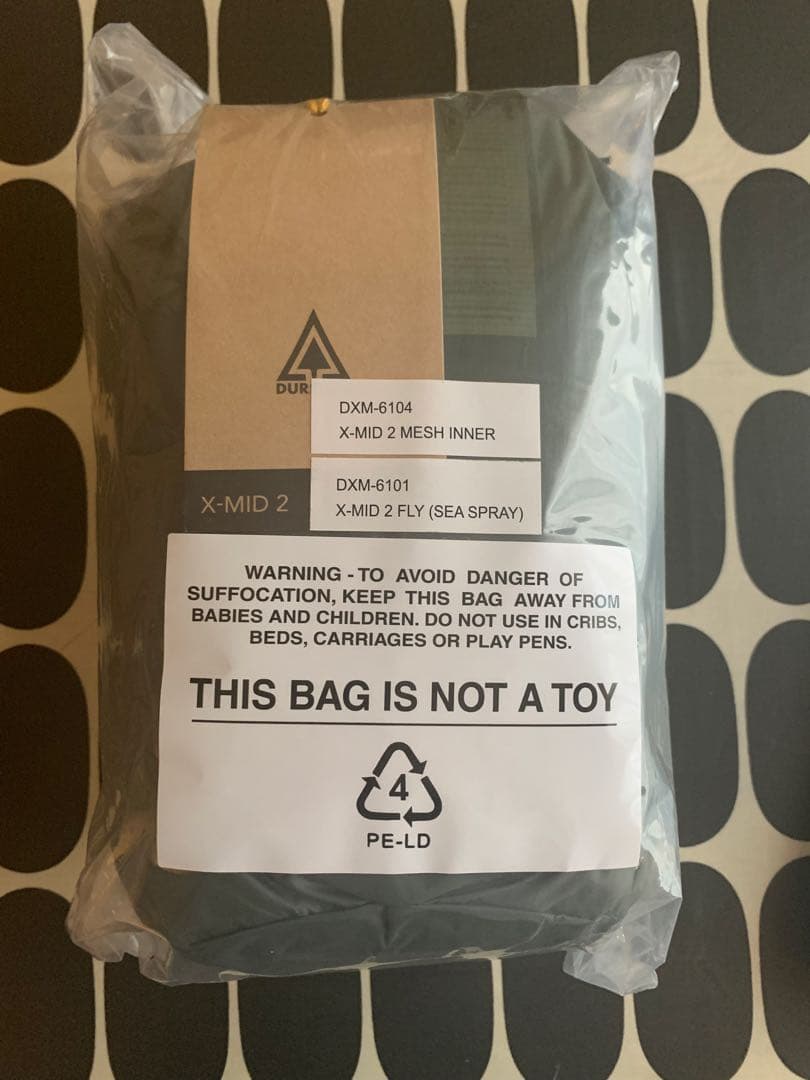 DUR
DXM-6104
X-MID 2 MESH INNER
DXM-6101
X-MID 2 FLY (SEA SPRAY)
X-MID 2
WARNING - TO AVOID DANGER OF
SUFFOCATION, KEEP THIS BAG AWAY FROM
BABIES AND CHILDREN. DO NOT USE IN CRIBS,
BEDS, CARRIAGES OR PLAY PENS.
THIS BAG IS NOT A TOY
4
PE-LD